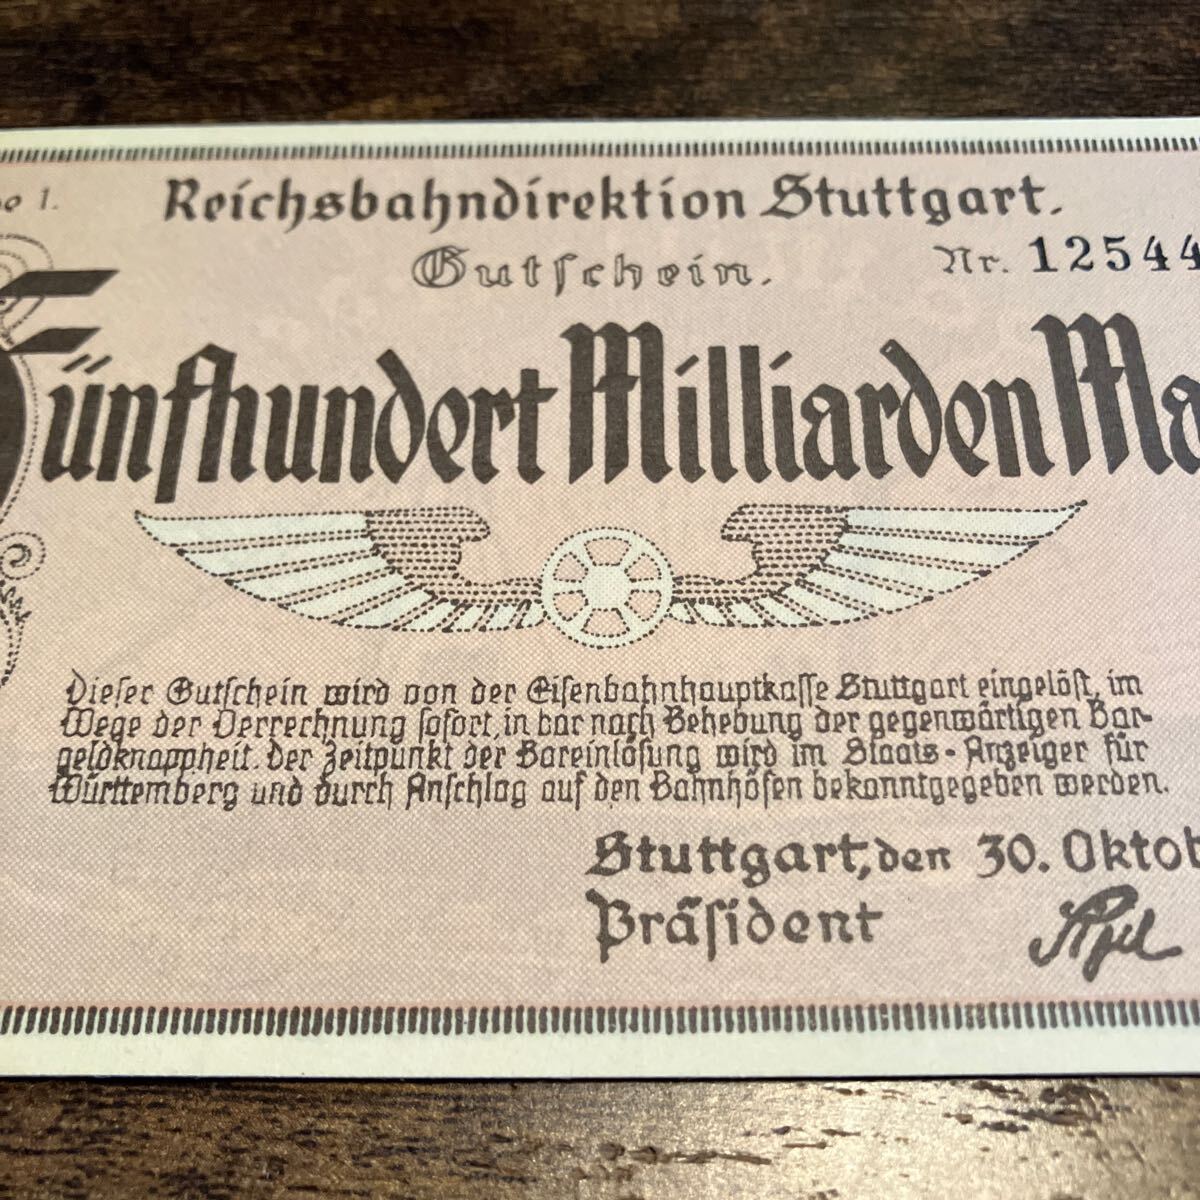 1.
Reichsbahndirektion Stuttgart.
Gutschein.
Nr. 12544
Fünfhundert Milliarden Ma
Dieser Gutschein wird von der Eisenbahnhauptkasse Stuttgart eingelöst, im
Wege der Verrechnung sofort, in bar nach Behebung der gegenwärtigen Bar-
geldknappheit. Der Zeitpunkt der Bareinlösung wird im Staats-Anzeiger für
Württemberg und durch Anschlag auf den Bahnhöfen bekanntgegeben werden.
Stuttgart, den 30. Oktob
Präsident